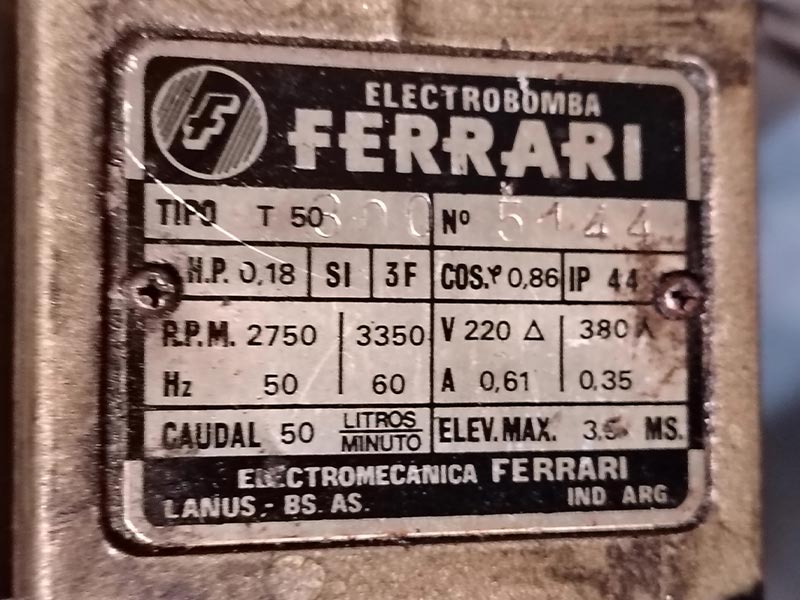 F
ELECTROBOMBA
FERRARI
TIPO T 50 Nº 5144
H.P. 0,18 SI 3F COS.φ 0,86 IP 44
R.P.M. 2750 3350 V 220 Δ 380
Hz 50 60 A 0,61 0,35
CAUDAL 50 LITROS/MINUTO ELEV. MAX. MS.
ELECTROMECANICA FERRARI
LANUS - BS. AS. IND ARG.